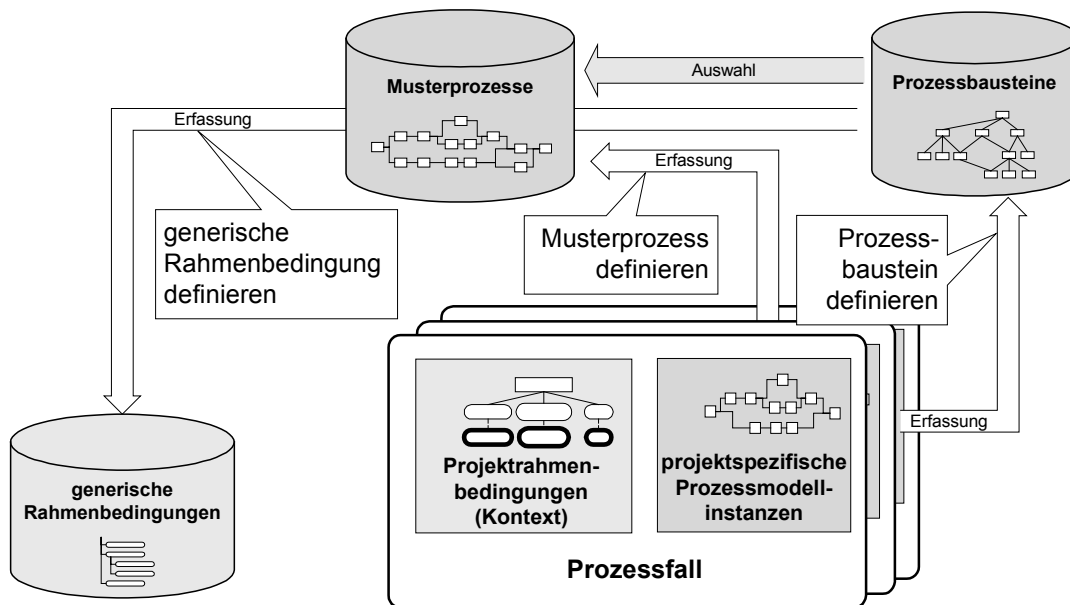 Musterprozesse
Auswahl
Prozessbausteine
Erfassung
Erfassung
generische
Rahmenbedingung
definieren
Musterprozess
definieren
Prozess-
baustein
definieren
Erfassung
generische
Rahmenbedingungen
Projektrahmen-
bedingungen
(Kontext)
projektspezifische
Prozessmodell-
instanzen
Prozessfall